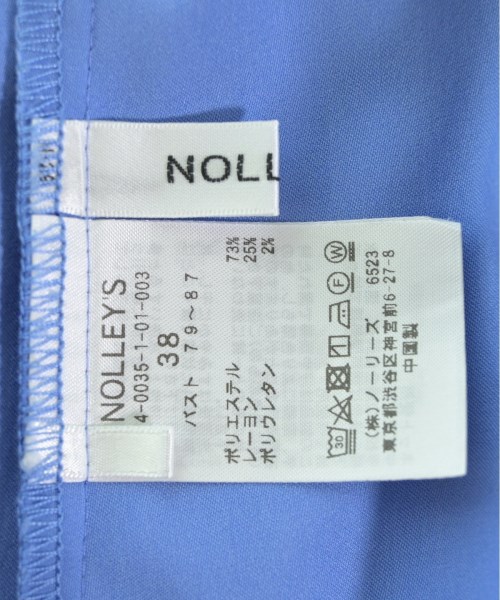 NOLL
NOLLEY'S
4-0035-1-01-003
38
バスト 79~87
ポリエステル 73%
レーヨン 25%
ポリウレタン 2%
30 F W
(株)ノーリーズ 6523
東京都渋谷区神宮前6-27-8
中國製